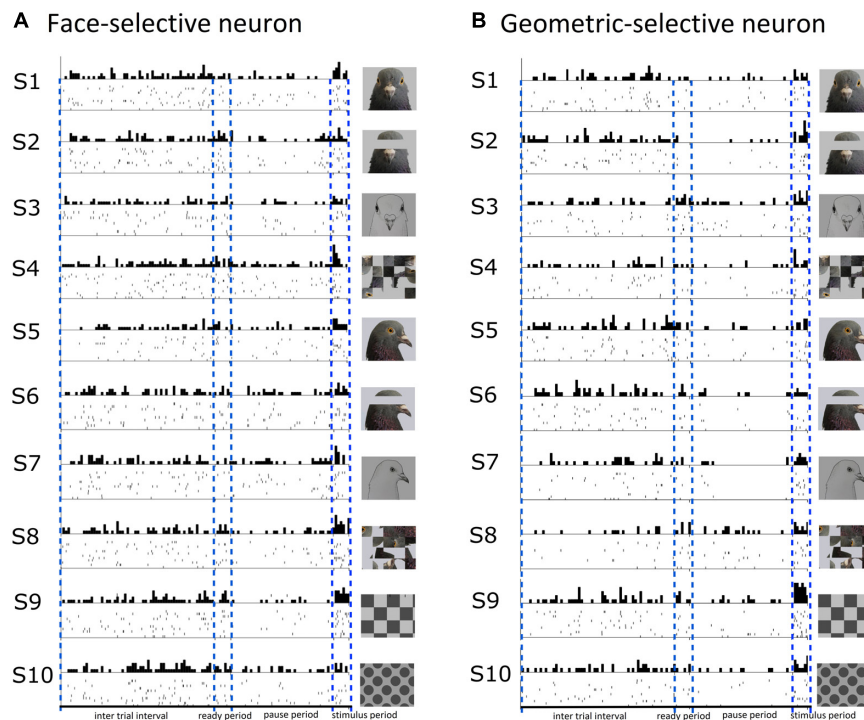 A Face-selective neuron
S1
S2
S3
S4
S5
S6
S7
S8
S9
S10
inter trial interval ready period pause period stimulus period
B Geometric-selective neuron
S1
S2
S3
S4
S5
S6
S7
S8
S9
S10
inter trial interval ready period pause period stimulus period